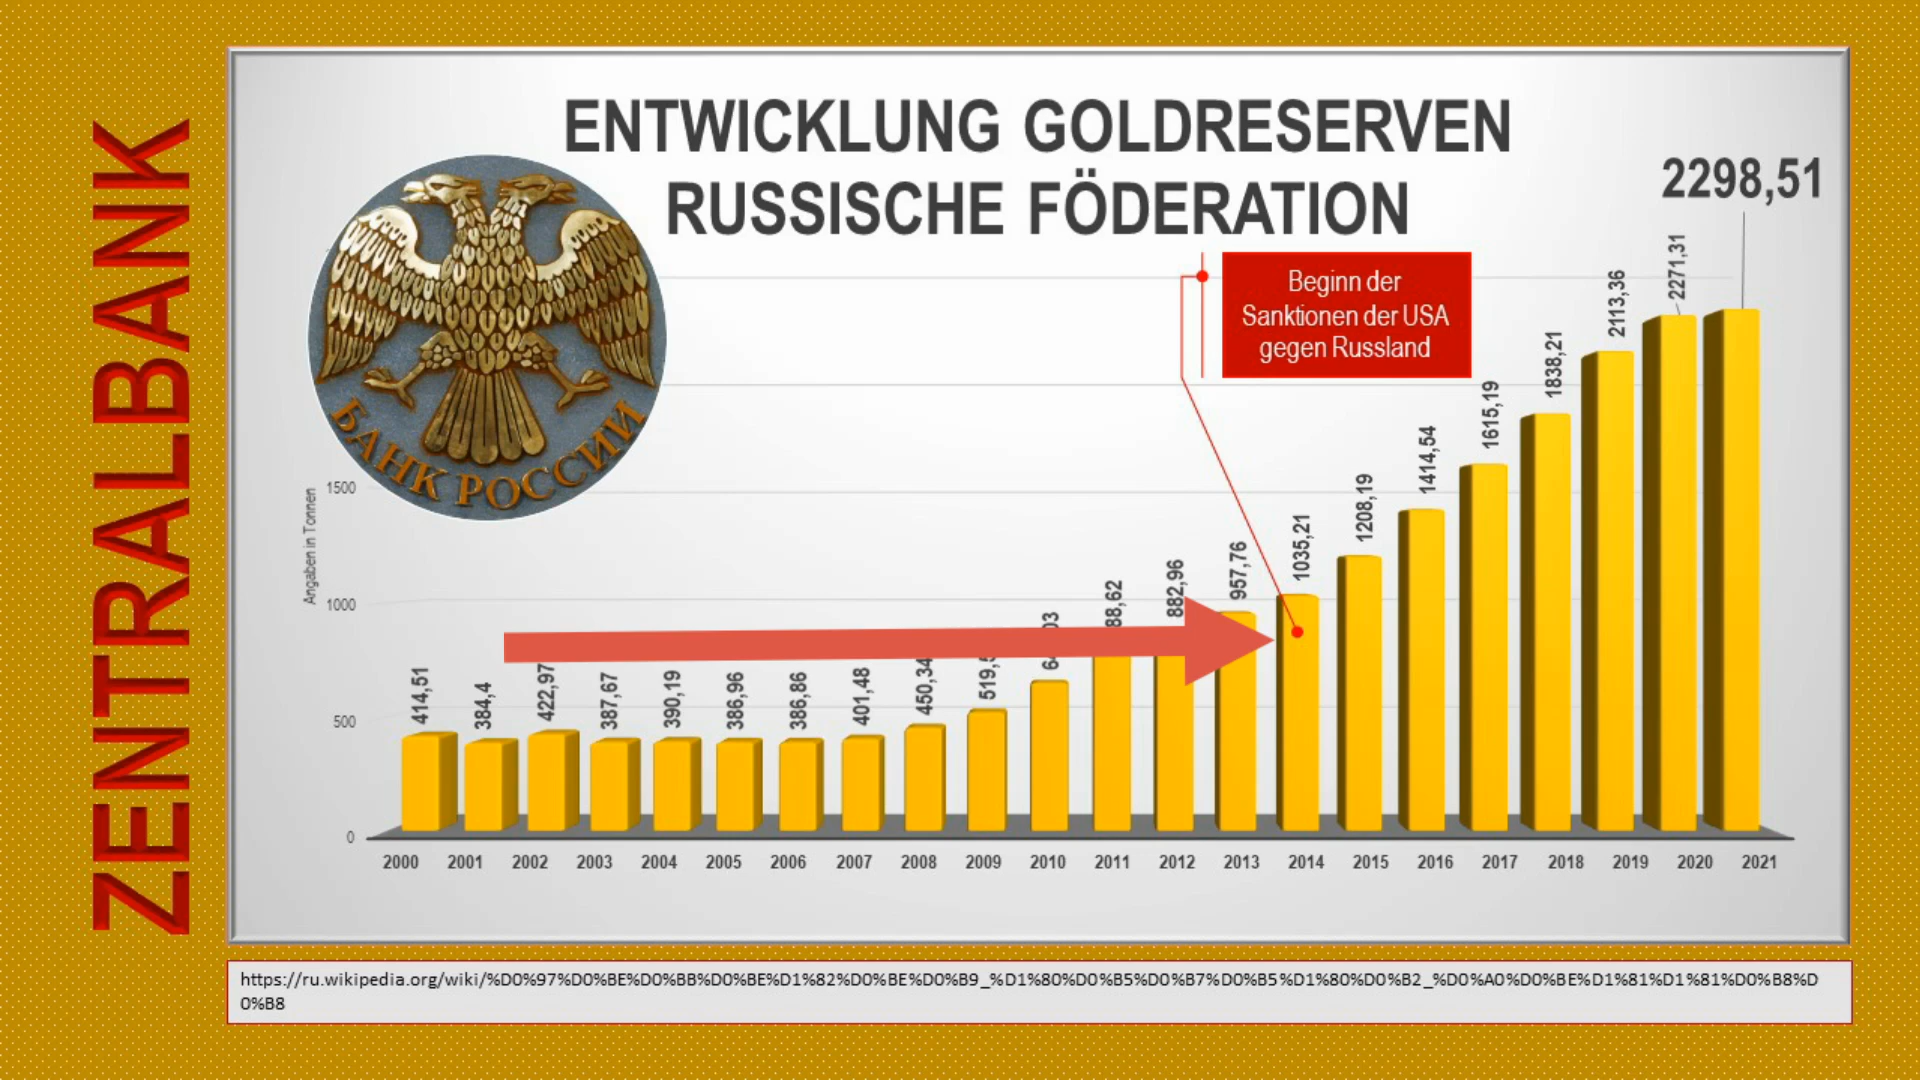 ZENTRALBANK
ENTWICKLUNG GOLDRESERVEN
RUSSISCHE FÖDERATION
2298,51
БАНК РОССИИ
Beginn der
Sanktionen der USA
gegen Russland
Angaben in Tonnen
1500
1000
500
0
414,51
384,4
422,97
387,67
390,19
386,96
386,86
401,48
450,34
882,96
957,76
1035,21
1208,19
1414,54
1615,19
1838,21
2113,36
2271,31
2000 2001 2002 2003 2004 2005 2006 2007 2008 2009 2010 2011 2012 2013 2014 2015 2016 2017 2018 2019 2020 2021
https://ru.wikipedia.org/wiki/%D0%97%D0%BE%D0%BB%D0%BE%D1%82%D0%BE%D0%B9_%D1%80%D0%B5%D0%B7%D0%B5%D1%80%D0%B2_%D0%A0%D0%BE%D1%81%D1%81%D0%B8%D
0%B8